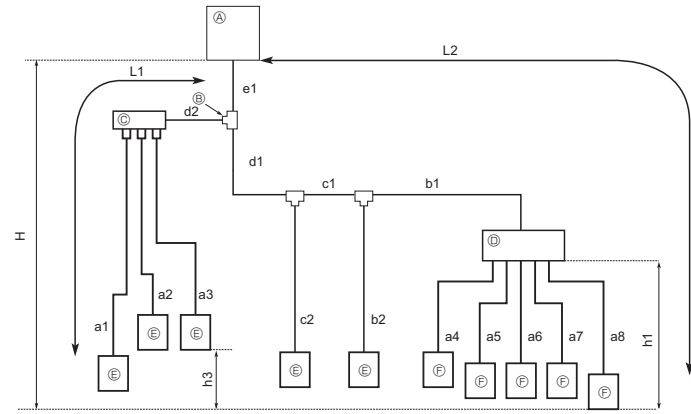 Ⓐ
L1
L2
e1
Ⓑ
Ⓒ
d2
d1
c1
b1
H
Ⓓ
a1
a2
a3
c2
b2
a4
a5
a6
a7
a8
h1
Ⓔ
Ⓔ
Ⓔ
Ⓔ
Ⓔ
Ⓕ
Ⓕ
Ⓕ
Ⓕ
Ⓕ
h3